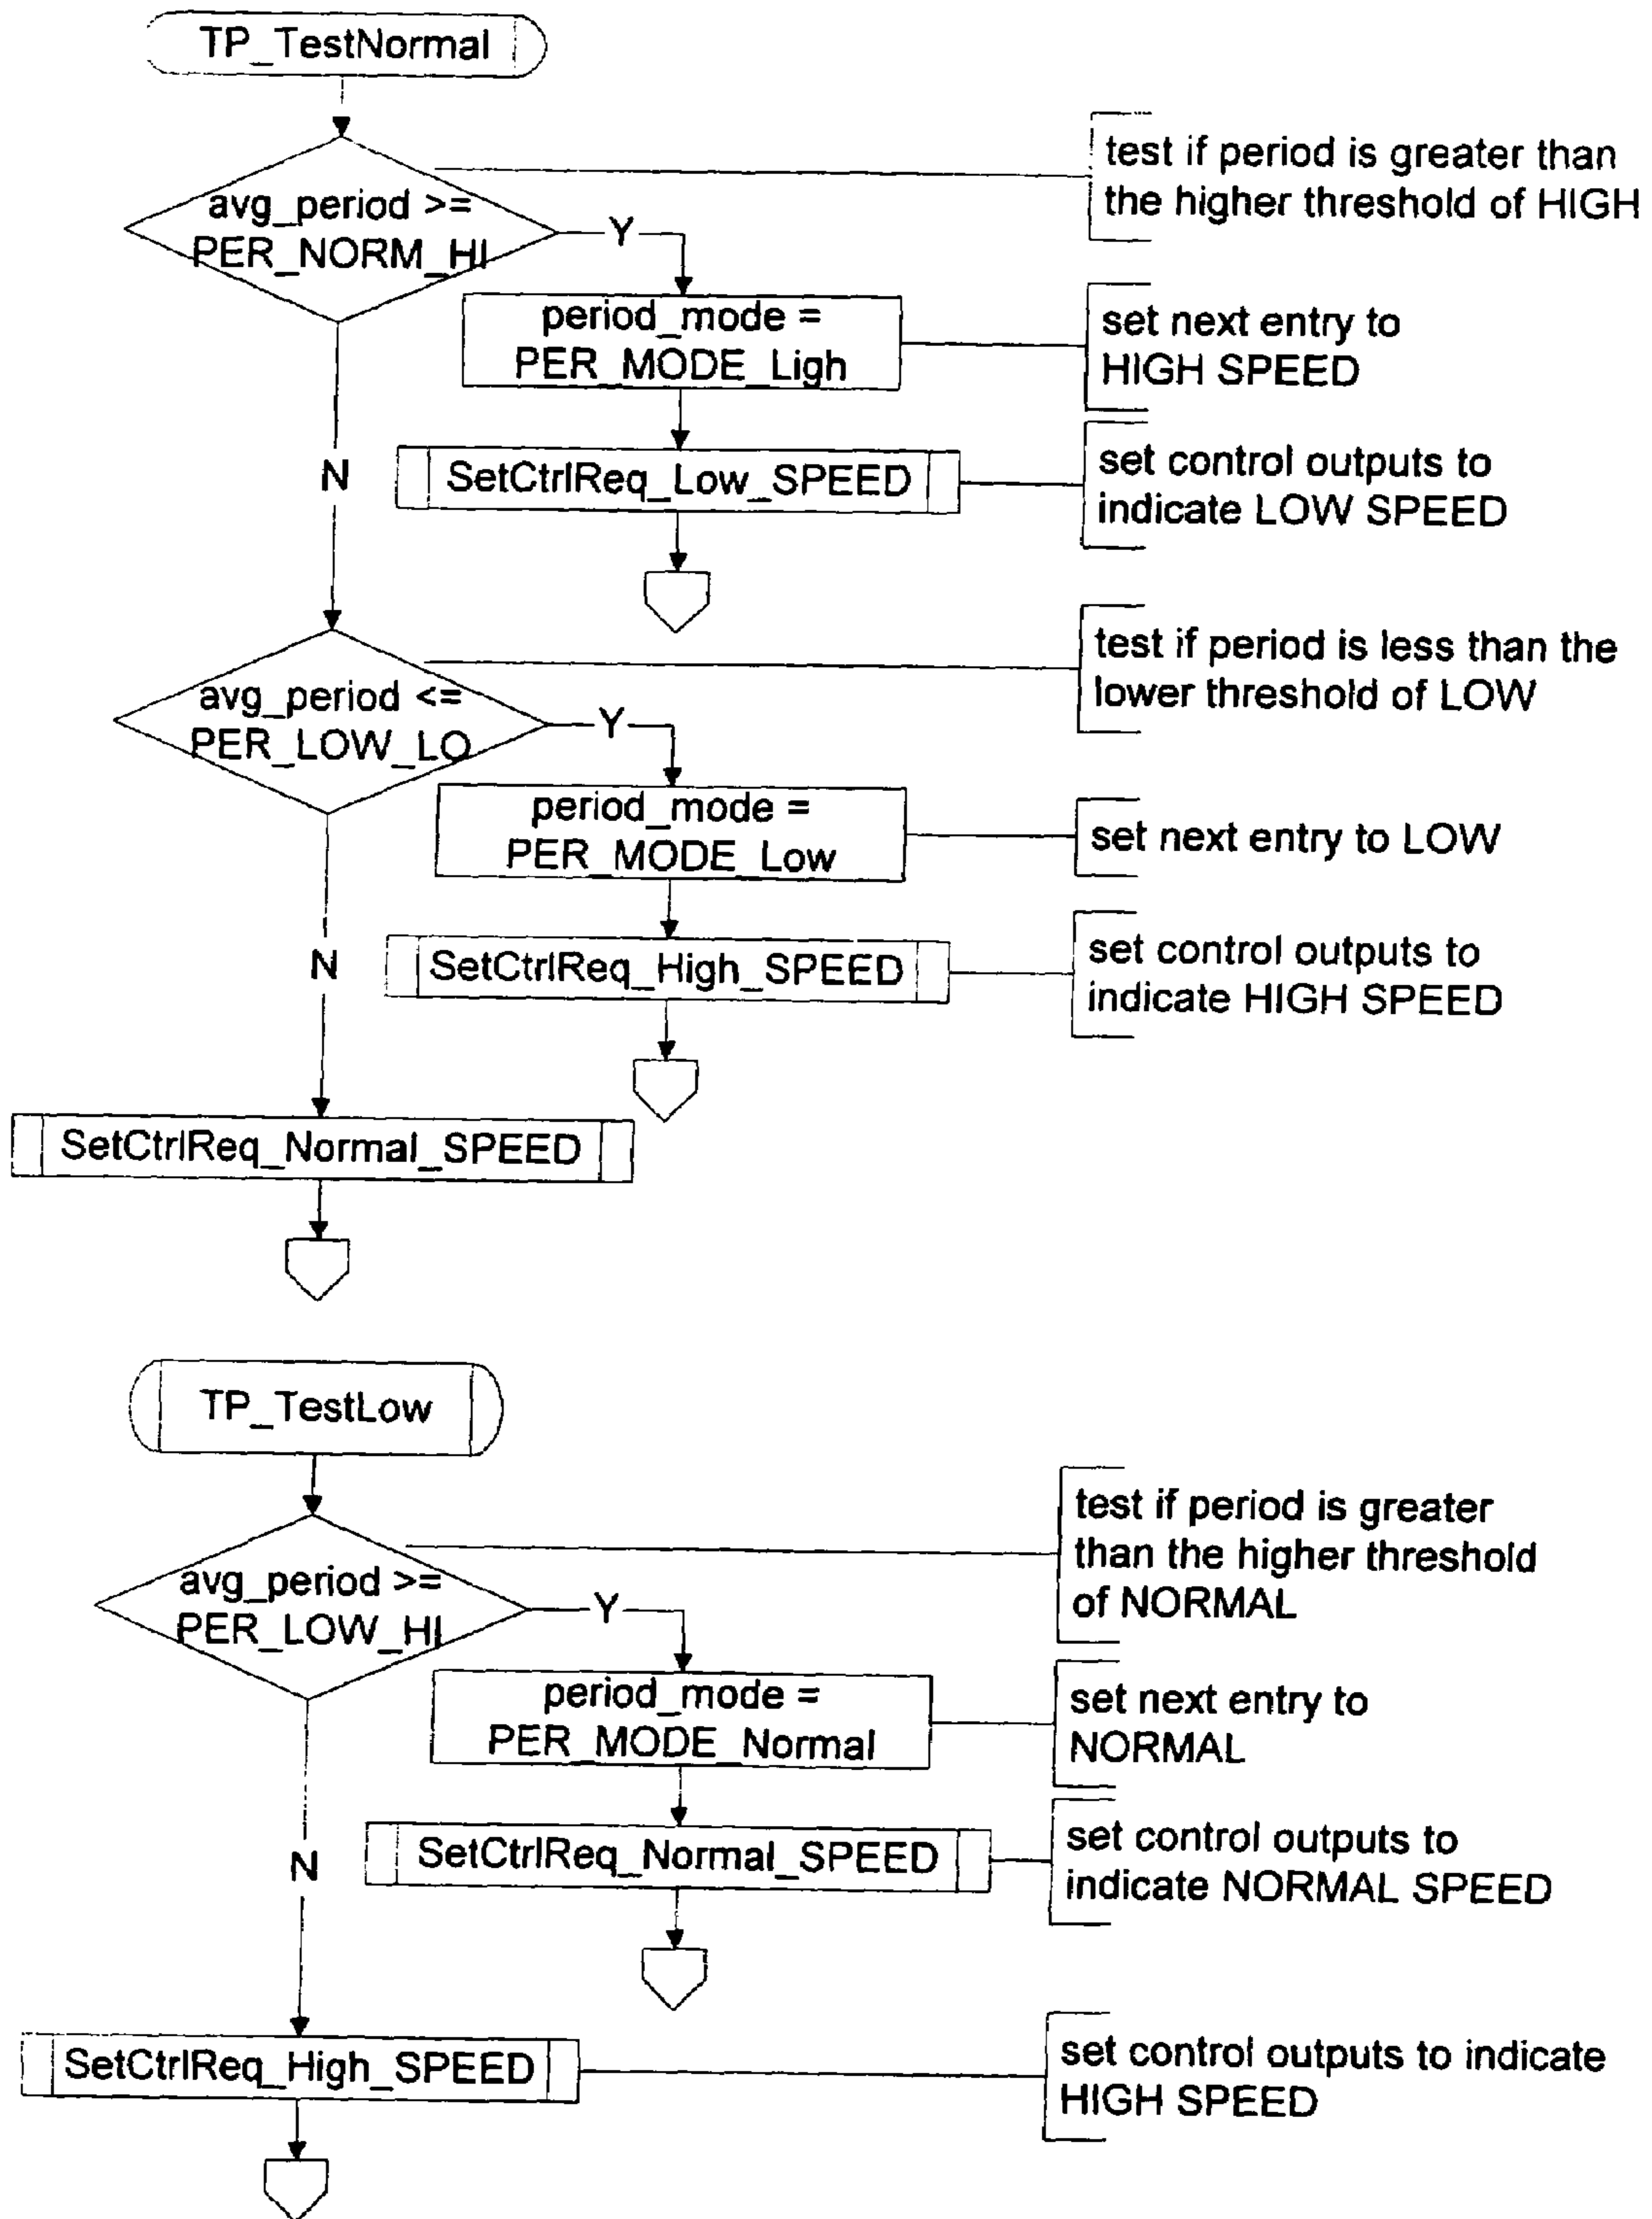 TP_TestNormal
test if period is greater than
the higher threshold of HIGH
avg_period >=
PER_NORM_HI
Y
period_mode =
PER_MODE_Ligh
set next entry to
HIGH SPEED
N
SetCtrlReq_Low_SPEED
set control outputs to
indicate LOW SPEED
test if period is less than the
lower threshold of LOW
avg_period <=
PER_LOW_LO
Y
period_mode =
PER_MODE_Low
set next entry to LOW
N
SetCtrlReq_High_SPEED
set control outputs to
indicate HIGH SPEED
SetCtrlReq_Normal_SPEED
TP_TestLow
test if period is greater
than the higher threshold
of NORMAL
avg_period >=
PER_LOW_HI
Y
period_mode =
PER_MODE_Normal
set next entry to
NORMAL
N
SetCtrlReq_Normal_SPEED
set control outputs to
indicate NORMAL SPEED
SetCtrlReq_High_SPEED
set control outputs to indicate
HIGH SPEED